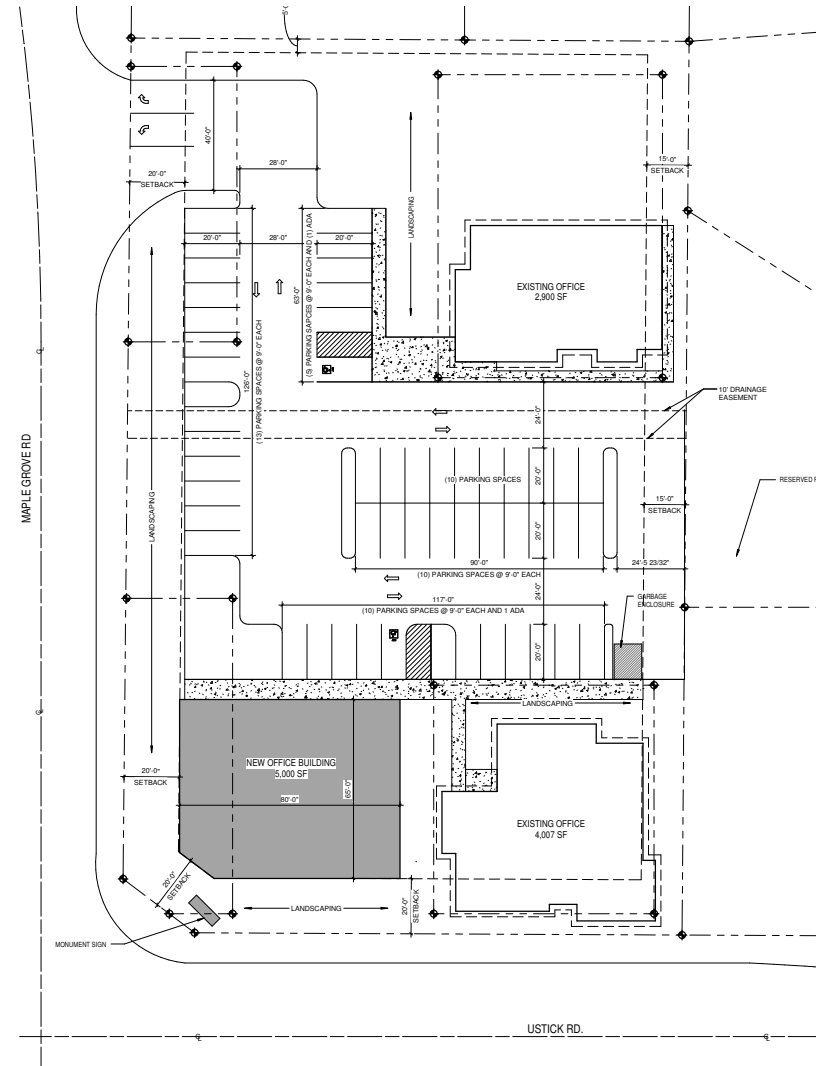 5'-
40'-0"
20'-0"
SETBACK
28'-0"
15'-0"
SETBACK
LANDSCAPING
20'-0"
28'-0"
20'-0"
63'-0"
(5) PARKING SAPCES @ 9'-0" EACH AND (1) ADA
EXISTING OFFICE
2,900 SF
126'-0"
(13) PARKING SPACES @ 9'-0" EACH
10' DRAINAGE
EASEMENT
24'-0"
MAPLE GROVE RD
LANDSCAPING
(10) PARKING SPACES
20'-0"
15'-0"
SETBACK
RESERVED
20'-0"
90'-0"
(10) PARKING SPACES @ 9'-0" EACH
24'-5 23/32"
24'-0"
117'-0"
(10) PARKING SPACES @ 9'-0" EACH AND 1 ADA
GARBAGE
ENCLOSURE
20'-0"
LANDSCAPING
NEW OFFICE BUILDING
5,000 SF
65'-0"
80'-0"
20'-0"
SETBACK
EXISTING OFFICE
4,007 SF
20'-0"
SETBACK
LANDSCAPING
20'-0"
SETBACK
MONUMENT SIGN
USTICK RD.